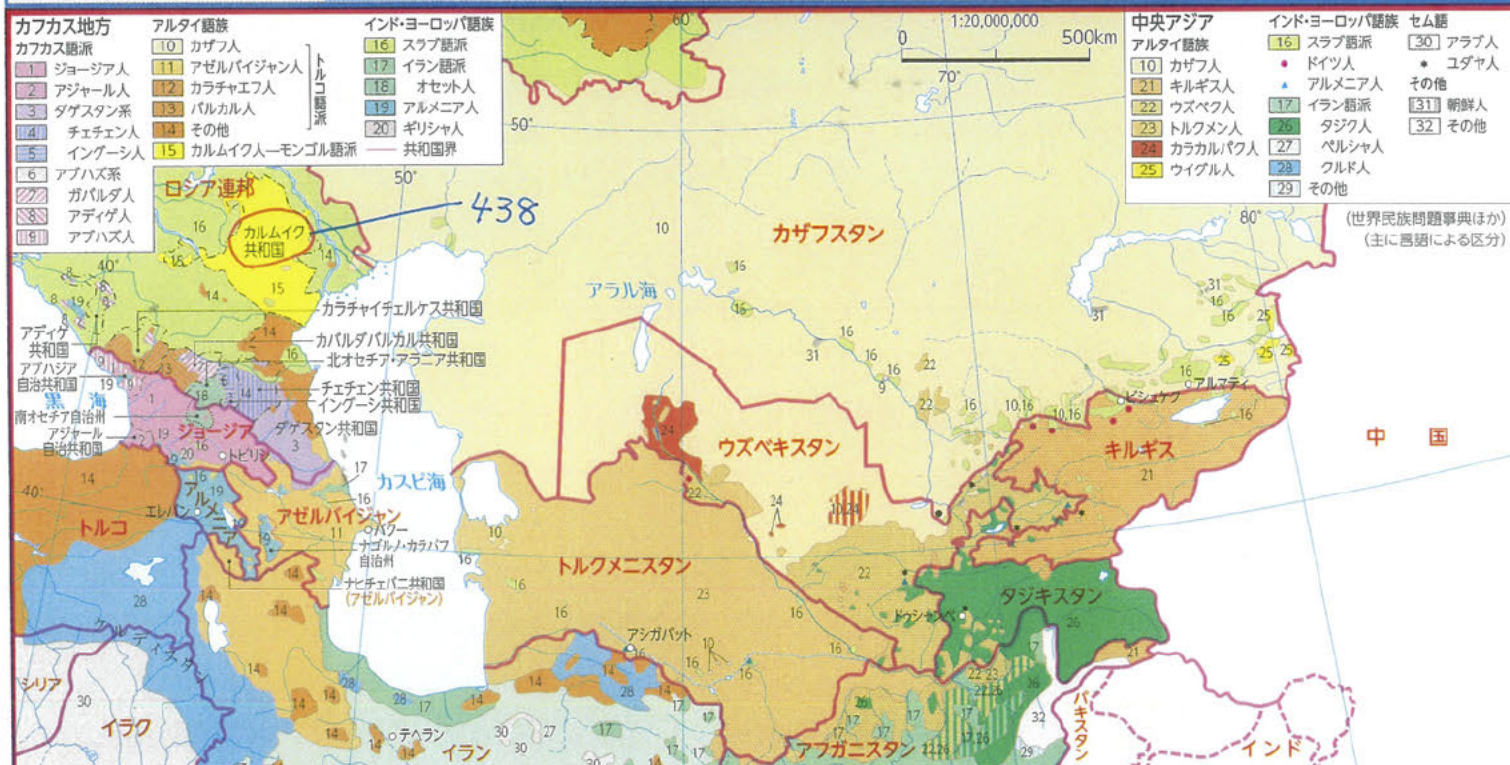 カフカス地方
カフカス語派
1 ジョージア人
2 アジャール人
3 ダゲスタン系
4 チェチェン人
5 イングーシ人
6 アブハズ系
7 ガバルダ人
8 アディゲ人
9 アブハズ人
アルタイ語族
10 カザフ人
11 アゼルバイジャン人
12 カラチャエフ人
13 バルカル人
14 その他
トルコ語派
15 カルムイク人―モンゴル語派
インド・ヨーロッパ語族
16 スラブ語派
17 イラン語派
18 オセット人
19 アルメニア人
20 ギリシャ人
共和国界
1:20,000,000
0 500km
中央アジア
アルタイ語族
10 カザフ人
21 キルギス人
22 ウズベク人
23 トルクメン人
24 カラカルパク人
25 ウイグル人
インド・ヨーロッパ語族
16 スラブ語派
ドイツ人
アルメニア人
17 イラン語派
26 タジク人
27 ペルシャ人
28 クルド人
29 その他
セム語
30 アラブ人
ユダヤ人
その他
31 朝鮮人
32 その他
(世界民族問題事典ほか)
(主に言語による区分)
60°
70°
80°
50°
50°
40°
40°
ロシア連邦
カルムイク
共和国
438
カザフスタン
アラル海
カラチャイチェルケス共和国
カバルダバルカル共和国
北オセチア・アラニア共和国
チェチェン共和国
イングーシ共和国
ダゲスタン共和国
アディゲ
共和国
アブハジア
自治共和国
黒海
南オセチア自治州
アジャール
自治共和国
ジョージア
トビリシ
カスピ海
ウズベキスタン
ビシュケク
アルマティ
キルギス
中国
トルコ
アルメニア
エレバン
アゼルバイジャン
バクー
ナゴルノ・カラバフ
自治州
ナヒチェバニ共和国
(アゼルバイジャン)
トルクメニスタン
アシガバット
タジキスタン
ドゥシャンベ
クルディスタン
シリア
イラク
テヘラン
イラン
アフガニスタン
パキスタン
インド